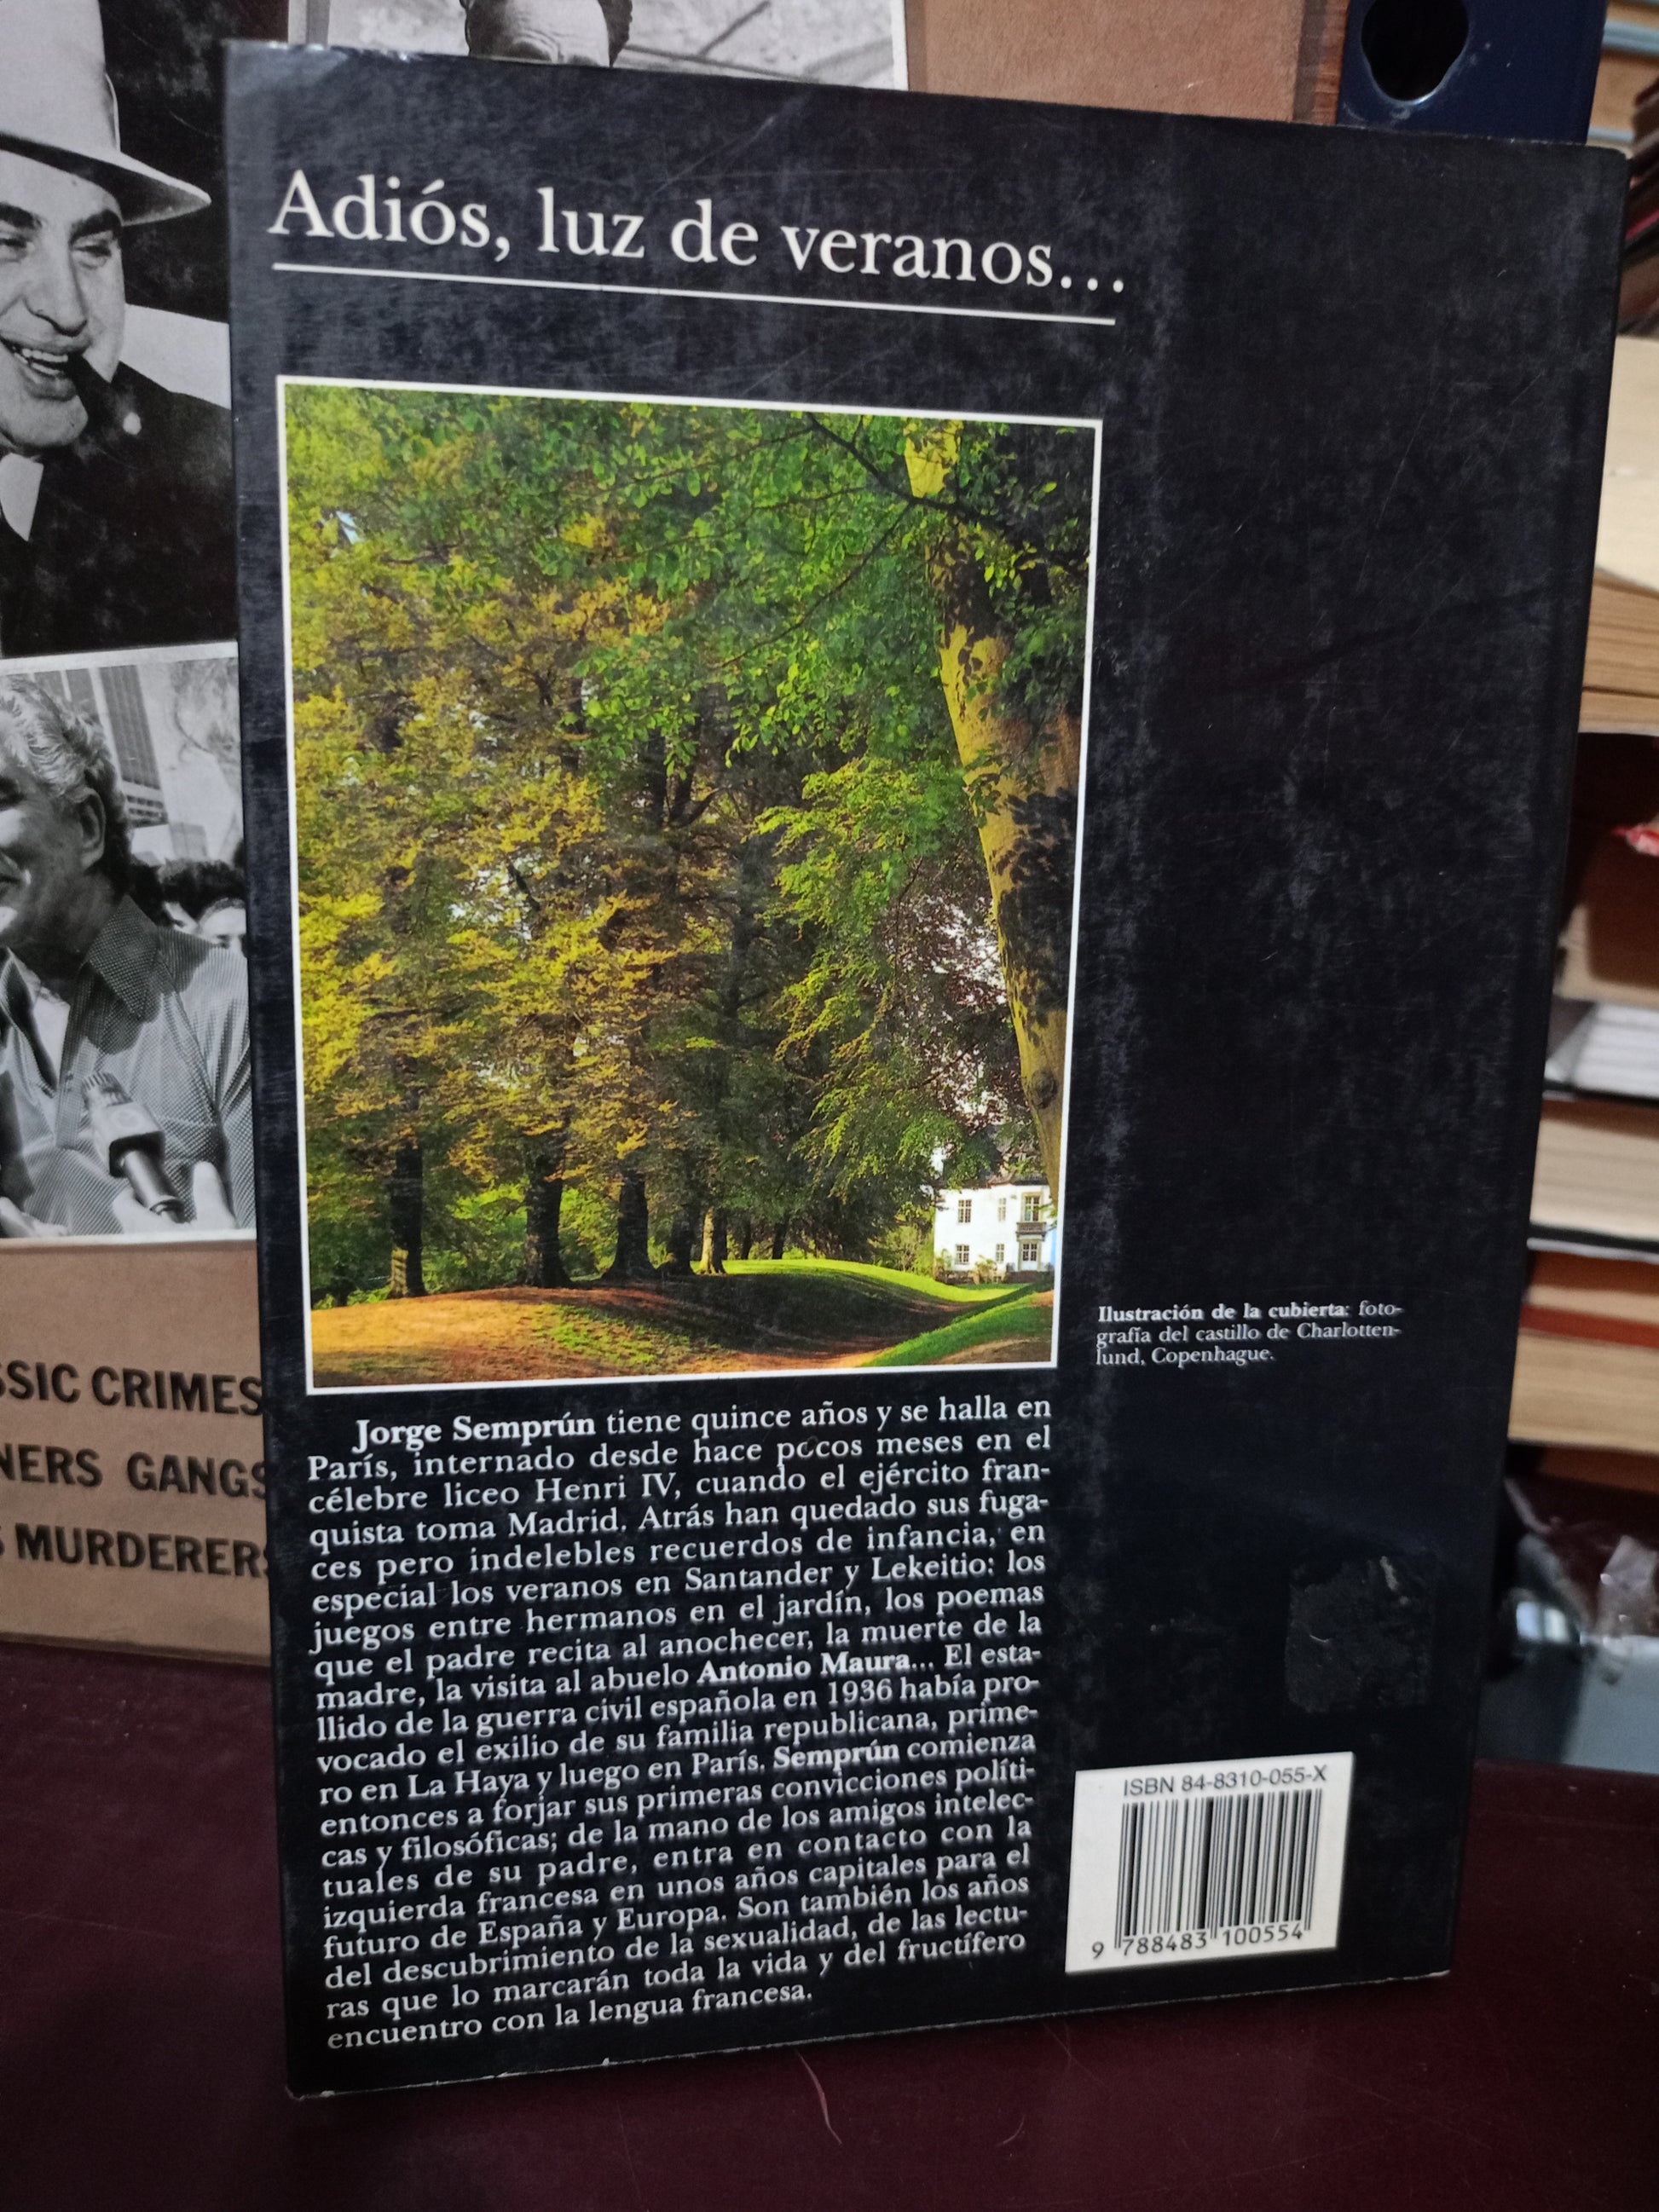 Adiós, luz de veranos...
Ilustración de la cubierta: foto-
grafía del castillo de Charlotten-
lund, Copenhague.
Jorge Semprún tiene quince años y se halla en
París, internado desde hace pocos meses en el
célebre liceo Henri IV, cuando el ejército fran-
quista toma Madrid. Atrás han quedado sus fuga-
ces pero indelebles recuerdos de infancia, en
especial los veranos en Santander y Lekeitio: los
juegos entre hermanos en el jardín, los poemas
que el padre recita al anochecer, la muerte de la
madre, la visita al abuelo Antonio Maura... El esta-
llido de la guerra civil española en 1936 había pro-
vocado el exilio de su familia republicana, prime-
ro en La Haya y luego en París. Semprún comienza
entonces a forjar sus primeras convicciones políti-
cas y filosóficas; de la mano de los amigos intelec-
tuales de su padre, entra en contacto con la
izquierda francesa en unos años capitales para el
futuro de España y Europa. Son también los años
del descubrimiento de la sexualidad, de las lectu-
ras que lo marcarán toda la vida y del fructífero
encuentro con la lengua francesa.
ISBN 84-8310-055-X
9 788483 100554
SSIC CRIMES
NERS GANGS
MURDERERS